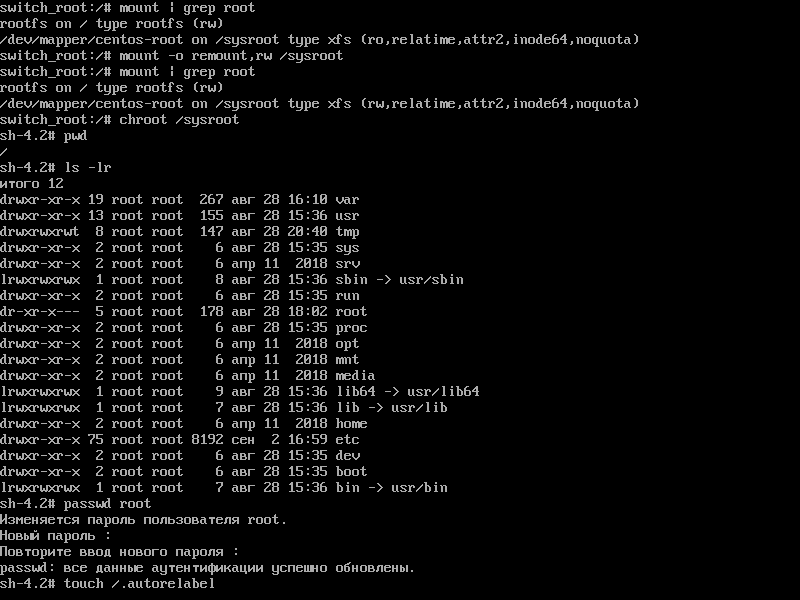 switch_root:/# mount | grep root
rootfs on / type rootfs (rw)
/dev/mapper/centos-root on /sysroot type xfs (ro,relatime,attr2,inode64,noquota)
switch_root:/# mount -o remount,rw /sysroot
switch_root:/# mount | grep root
rootfs on / type rootfs (rw)
/dev/mapper/centos-root on /sysroot type xfs (rw,relatime,attr2,inode64,noquota)
switch_root:/# chroot /sysroot
sh-4.2# pwd
/
sh-4.2# ls -lr
итого 12
drwxr-xr-x 19 root root  267 авг 28 16:10 var
drwxr-xr-x 13 root root  155 авг 28 15:36 usr
drwxrwxrwt  8 root root  147 авг 28 20:40 tmp
drwxr-xr-x  2 root root    6 авг 28 15:35 sys
drwxr-xr-x  2 root root    6 апр 11  2018 srv
lrwxrwxrwx  1 root root    8 авг 28 15:36 sbin -> usr/sbin
drwxr-xr-x  2 root root    6 авг 28 15:35 run
dr-xr-x---  5 root root  178 авг 28 18:02 root
drwxr-xr-x  2 root root    6 авг 28 15:35 proc
drwxr-xr-x  2 root root    6 апр 11  2018 opt
drwxr-xr-x  2 root root    6 апр 11  2018 mnt
drwxr-xr-x  2 root root    6 апр 11  2018 media
lrwxrwxrwx  1 root root    9 авг 28 15:36 lib64 -> usr/lib64
lrwxrwxrwx  1 root root    7 авг 28 15:36 lib -> usr/lib
drwxr-xr-x  2 root root    6 апр 11  2018 home
drwxr-xr-x 75 root root 8192 сен  2 16:59 etc
drwxr-xr-x  2 root root    6 авг 28 15:35 dev
drwxr-xr-x  2 root root    6 авг 28 15:35 boot
lrwxrwxrwx  1 root root    7 авг 28 15:36 bin -> usr/bin
sh-4.2# passwd root
Изменяется пароль пользователя root.
Новый пароль :
Повторите ввод нового пароля :
passwd: все данные аутентификации успешно обновлены.
sh-4.2# touch /.autorelabel